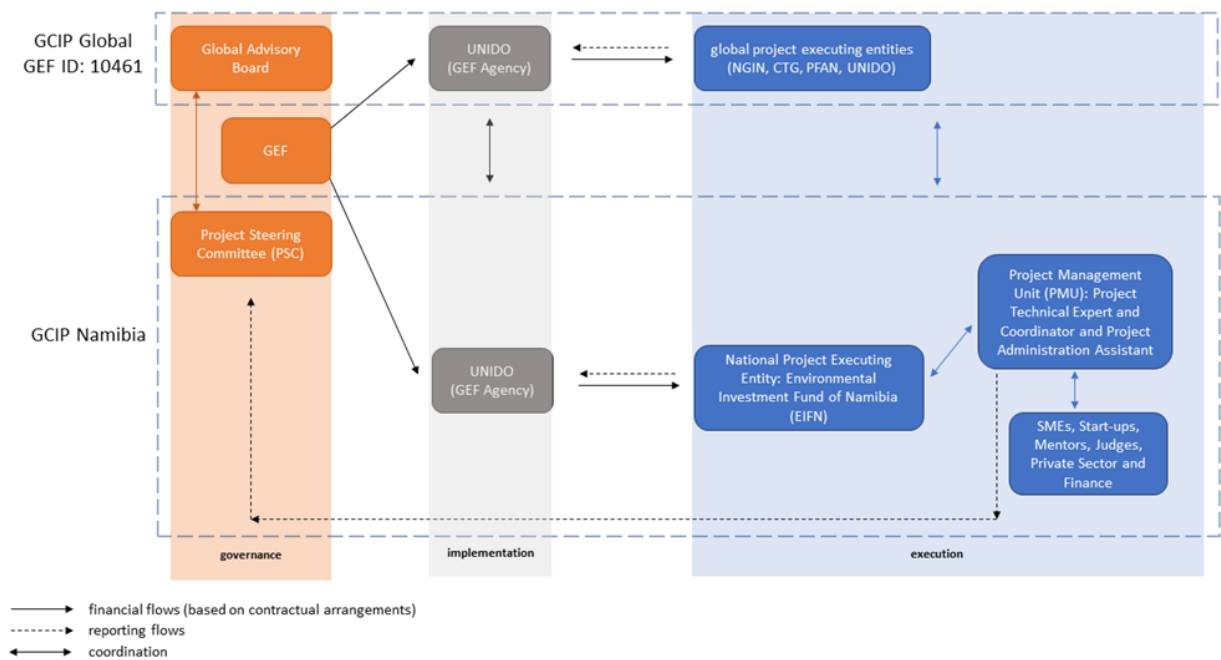 GCIP Global
GEF ID: 10461
Global Advisory
Board
UNIDO
(GEF Agency)
global project executing entities
(NGIN, CTG, PFAN, UNIDO)
GEF
Project Steering
Committee (PSC)
GCIP Namibia
UNIDO
(GEF Agency)
National Project Executing
Entity: Environmental
Investment Fund of Namibia
(EIFN)
Project Management
Unit (PMU): Project
Technical Expert and
Coordinator and Project
Administration Assistant
SMEs, Start-ups,
Mentors, Judges,
Private Sector and
Finance
governance
implementation
execution
financial flows (based on contractual arrangements)
reporting flows
coordination